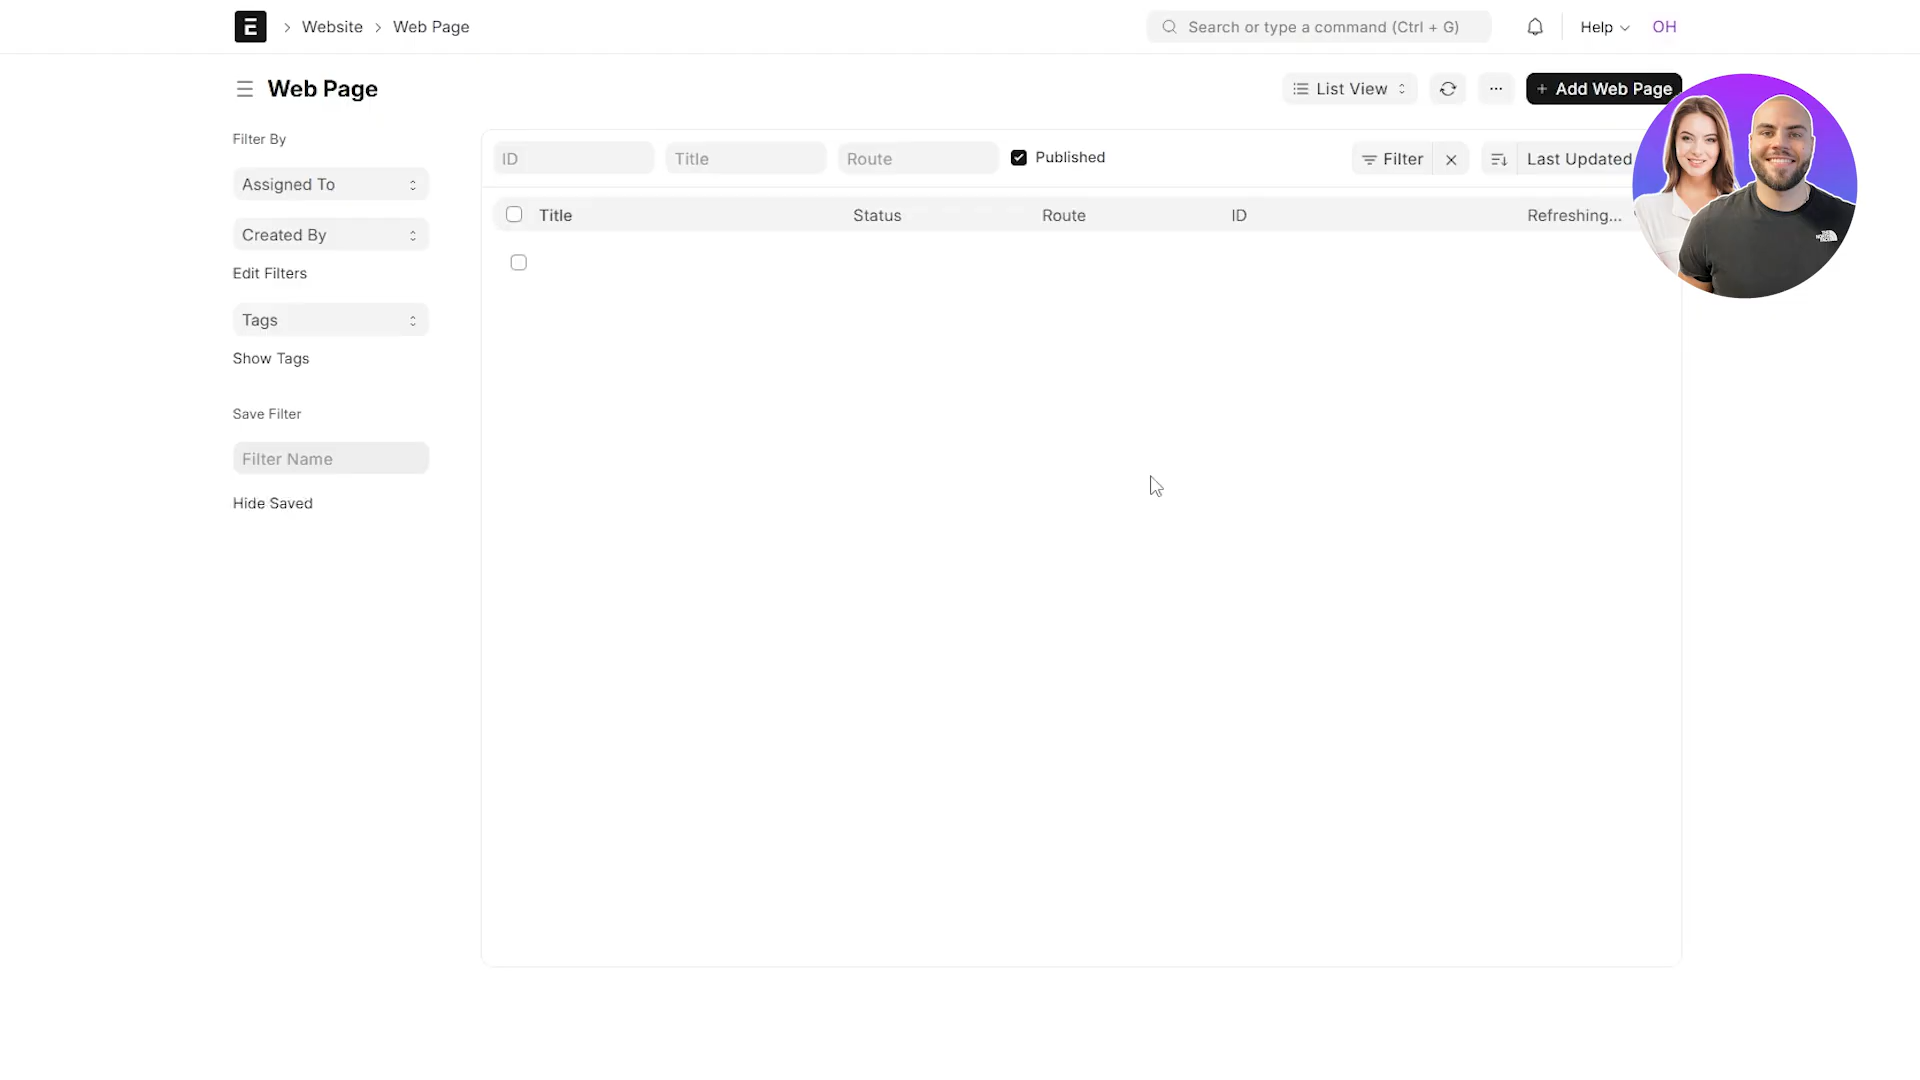 Website
Web Page
Search or type a command (Ctrl + G)
Help
OH
Web Page
List View
Add Web Page
Filter By
Assigned To
Created By
Edit Filters
Tags
Show Tags
Save Filter
Filter Name
Hide Saved
ID
Title
Route
Published
Filter
Last Updated
Title
Status
Route
ID
Refreshing...